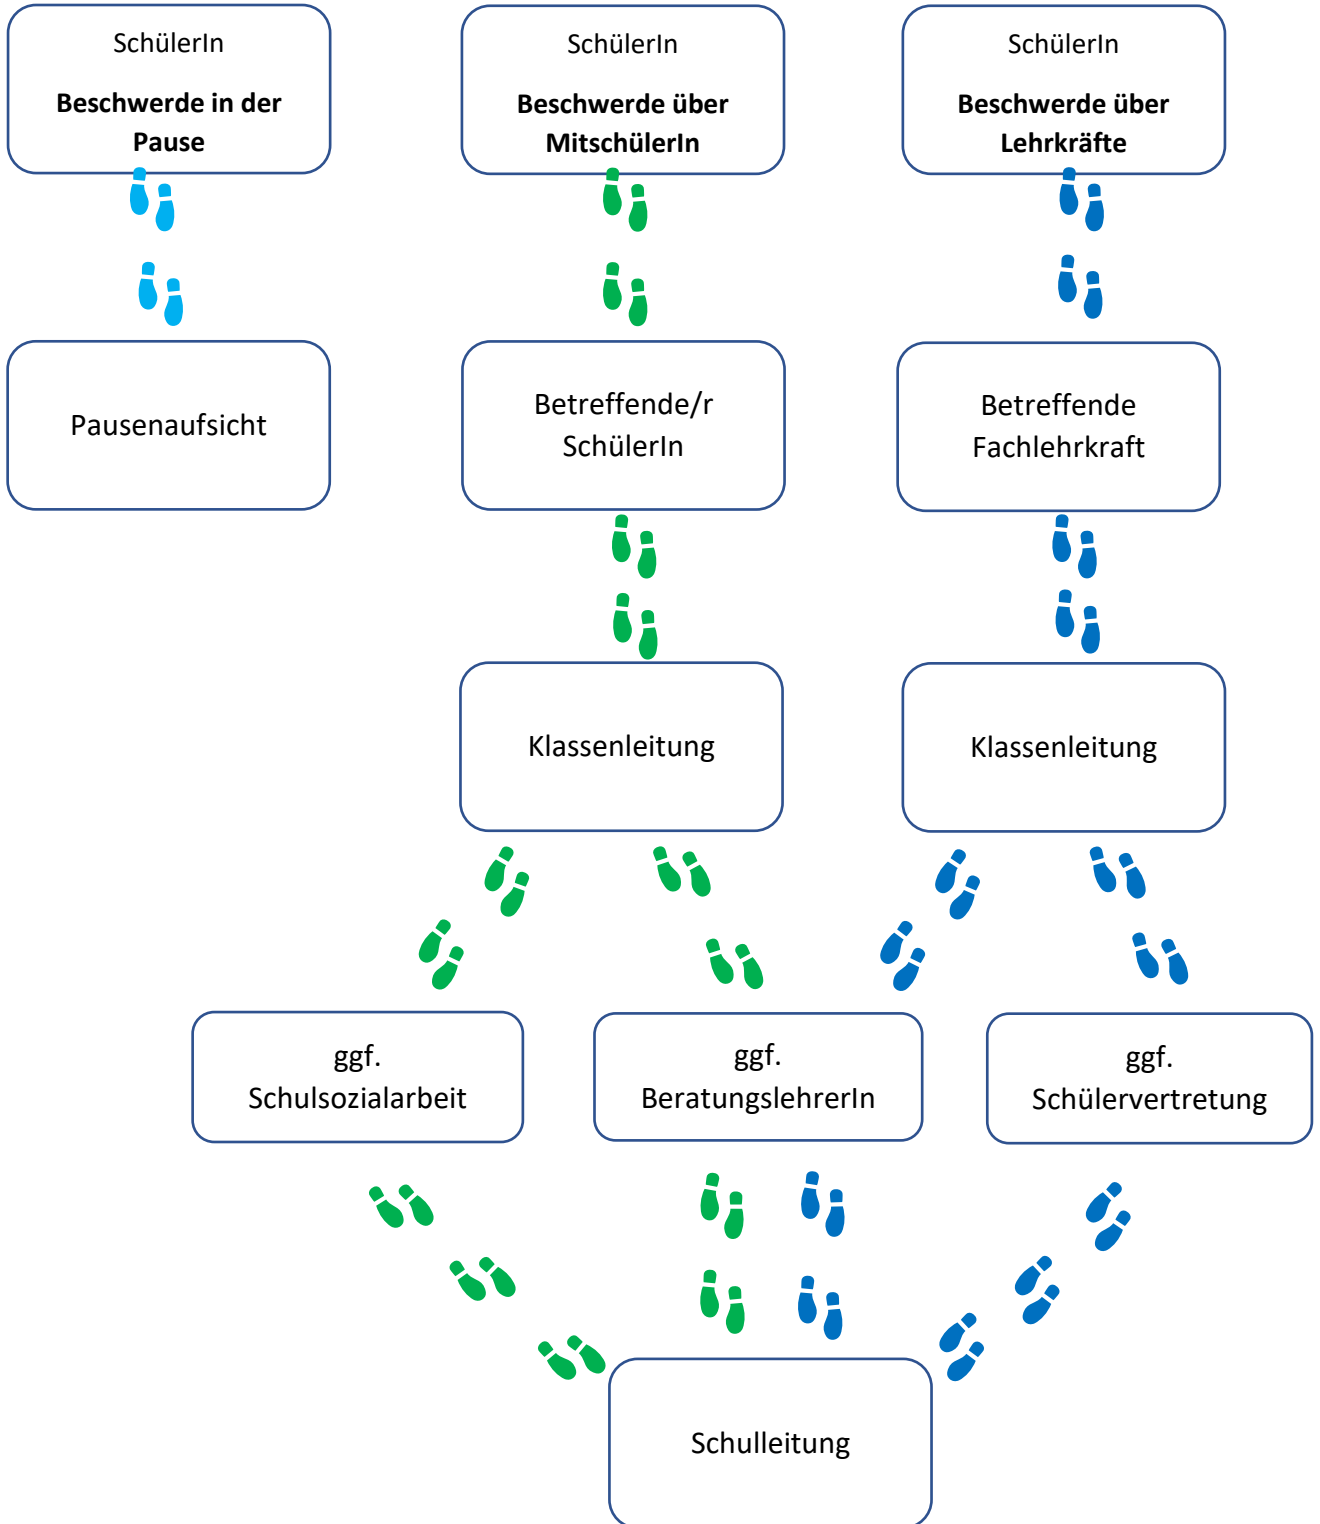 SchülerIn
Beschwerde in der
Pause
SchülerIn
Beschwerde über
MitschülerIn
SchülerIn
Beschwerde über
Lehrkräfte
Pausenaufsicht
Betreffende/r
SchülerIn
Betreffende
Fachlehrkraft
Klassenleitung
Klassenleitung
ggf.
Schulsozialarbeit
ggf.
BeratungslehrerIn
ggf.
Schülervertretung
Schulleitung